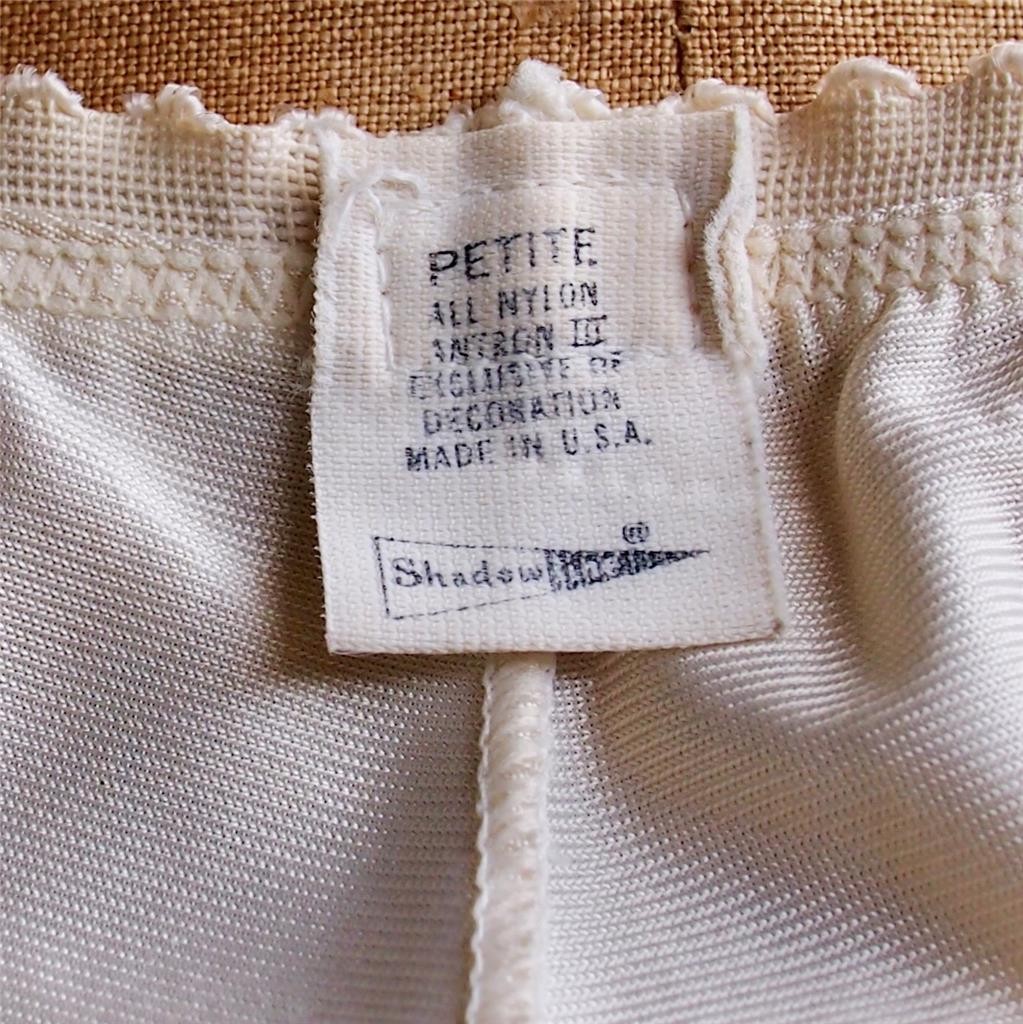 PETITE
ALL NYLON
ANTRON III
EXCLUSIVE OF
DECORATION
MADE IN U.S.A.
®
Shadow